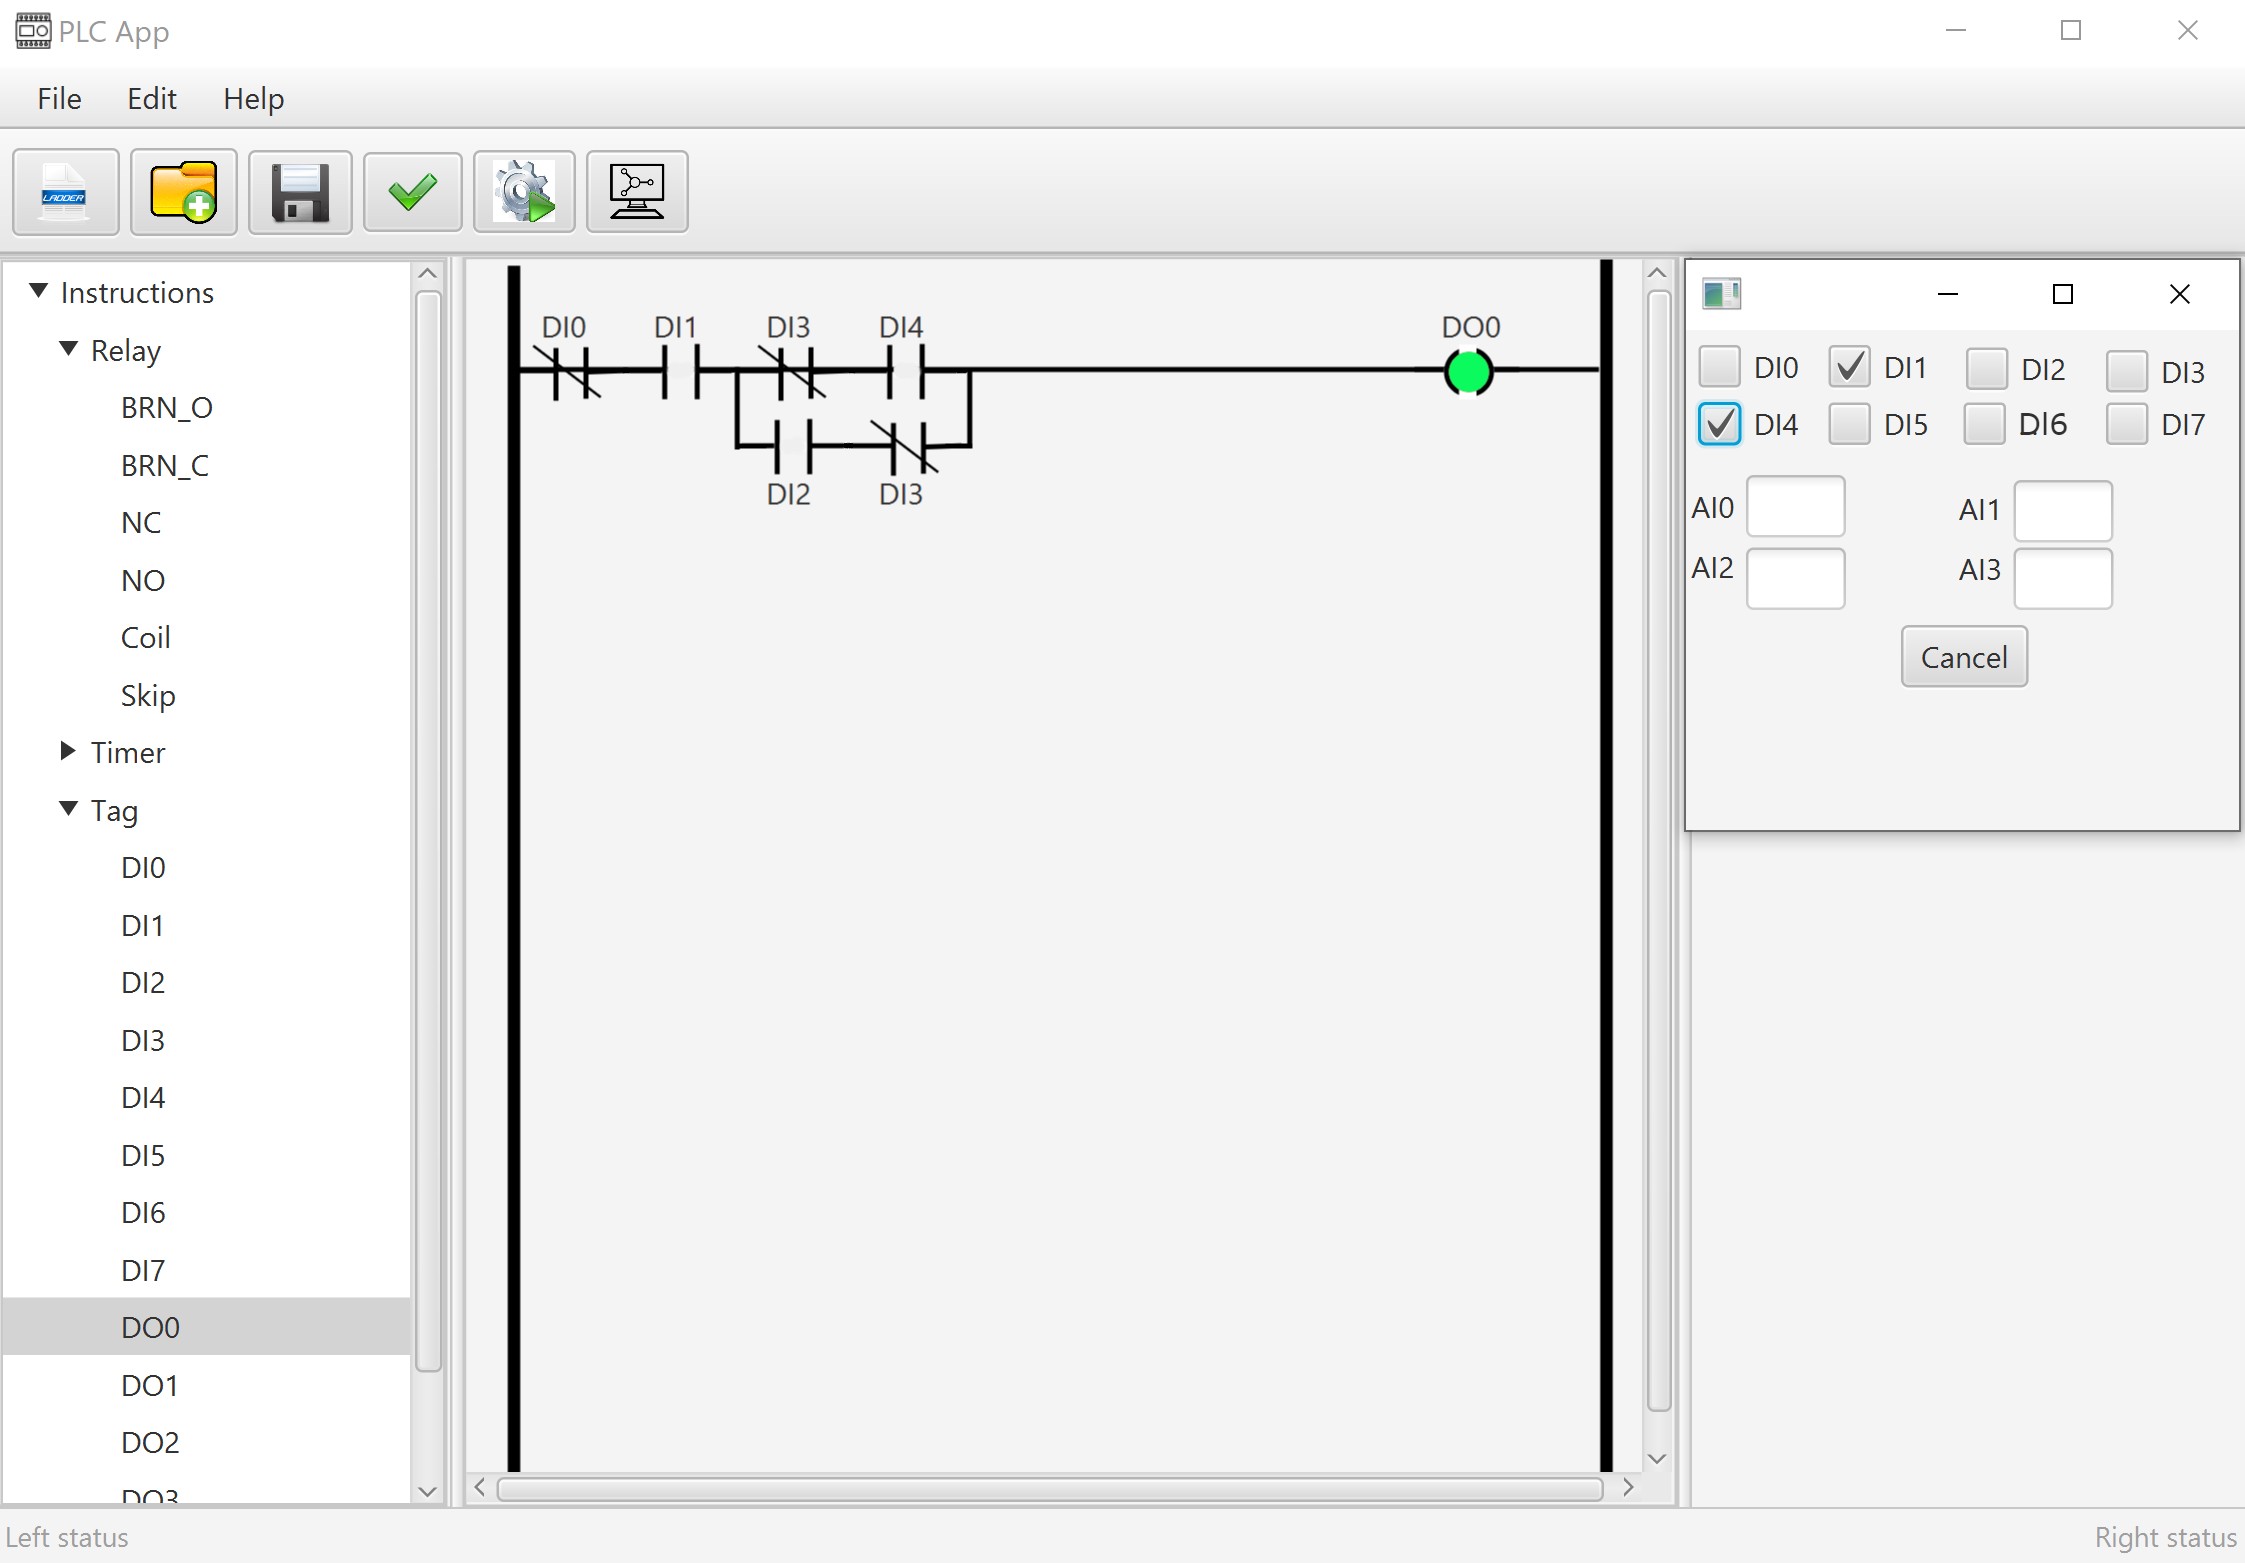 PLC App
File Edit Help
LADDER
Instructions
Relay
BRN_O
BRN_C
NC
NO
Coil
Skip
Timer
Tag
DI0
DI1
DI2
DI3
DI4
DI5
DI6
DI7
DO0
DO1
DO2
DO3
DI0 DI1 DI3 DI4 DO0
DI2 DI3
DI0 DI1 DI2 DI3
DI4 DI5 DI6 DI7
AI0 AI1
AI2 AI3
Cancel
Left status Right status